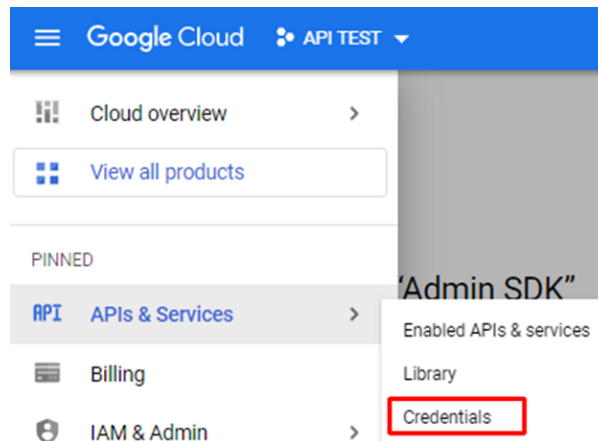 Google Cloud API TEST
Cloud overview
View all products
PINNED
"Admin SDK"
API APIs & Services
Enabled APIs & services
Billing
Library
Credentials
IAM & Admin